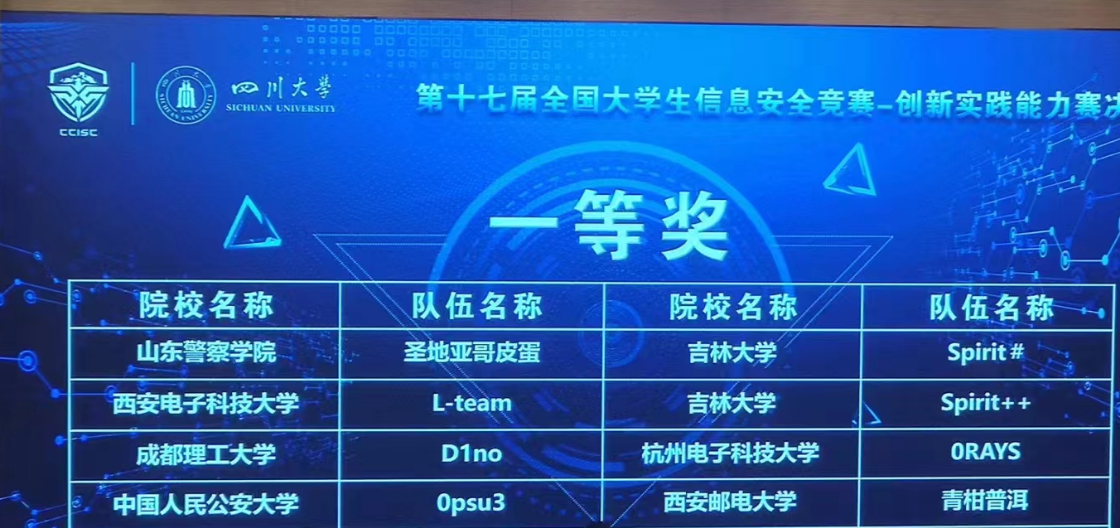 CCISC
四川大学
SICHUAN UNIVERSITY
第十七届全国大学生信息安全竞赛-创新实践能力赛决
一等奖
院校名称 队伍名称 院校名称 队伍名称
山东警察学院 圣地亚哥皮蛋 吉林大学 Spirit#
西安电子科技大学 L-team 吉林大学 Spirit++
成都理工大学 D1no 杭州电子科技大学 0RAYS
中国人民公安大学 0psu3 西安邮电大学 青柑普洱